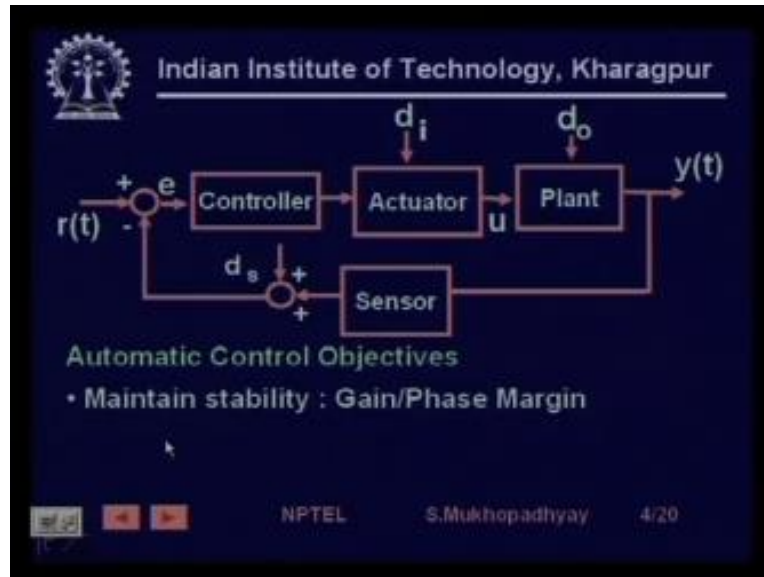 Indian Institute of Technology, Kharagpur
d i
d o
y(t)
+
e
Controller
Actuator
Plant
u
r(t)
-
d s
+
+
Sensor
Automatic Control Objectives
• Maintain stability : Gain/Phase Margin
NPTEL S.Mukhopadhyay 4/20